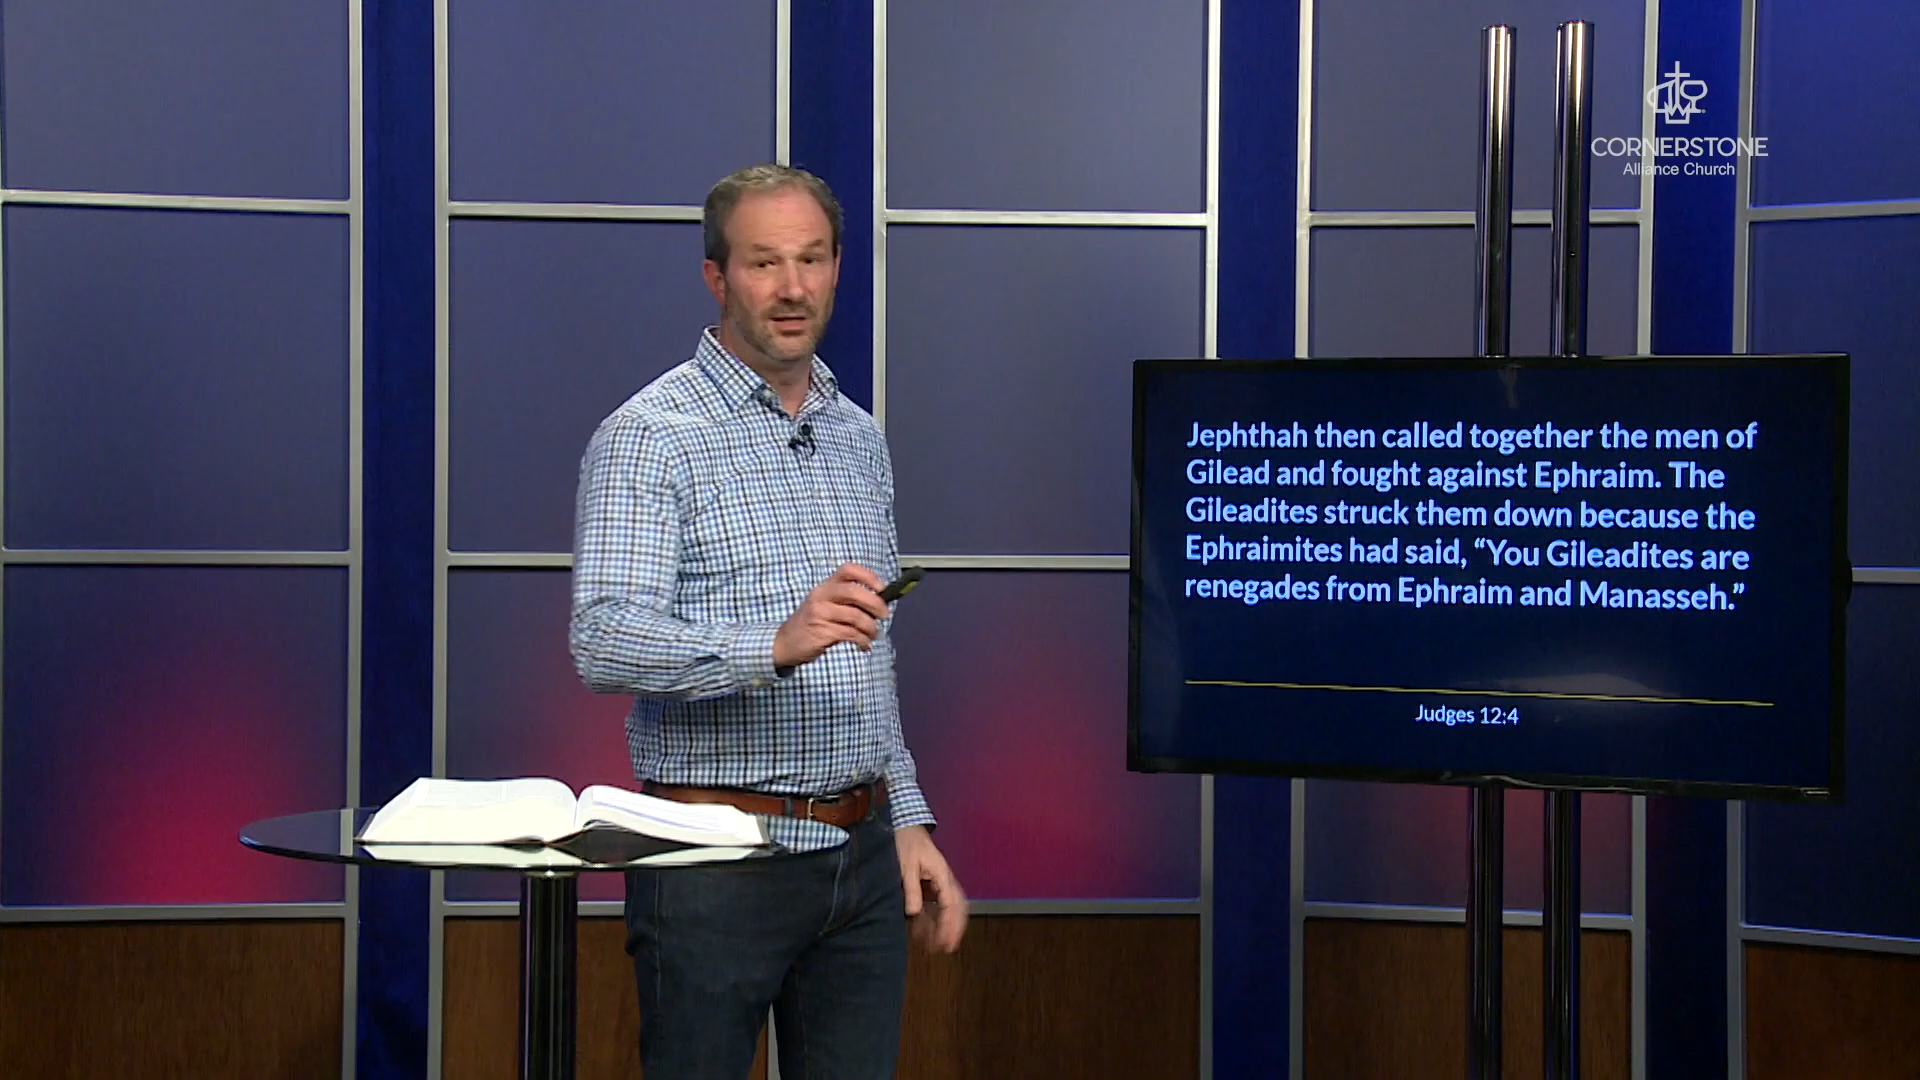 CORNERSTONE
Alliance Church
Jephthah then called together the men of
Gilead and fought against Ephraim. The
Gileadites struck them down because the
Ephraimites had said, “You Gileadites are
renegades from Ephraim and Manasseh.”
Judges 12:4